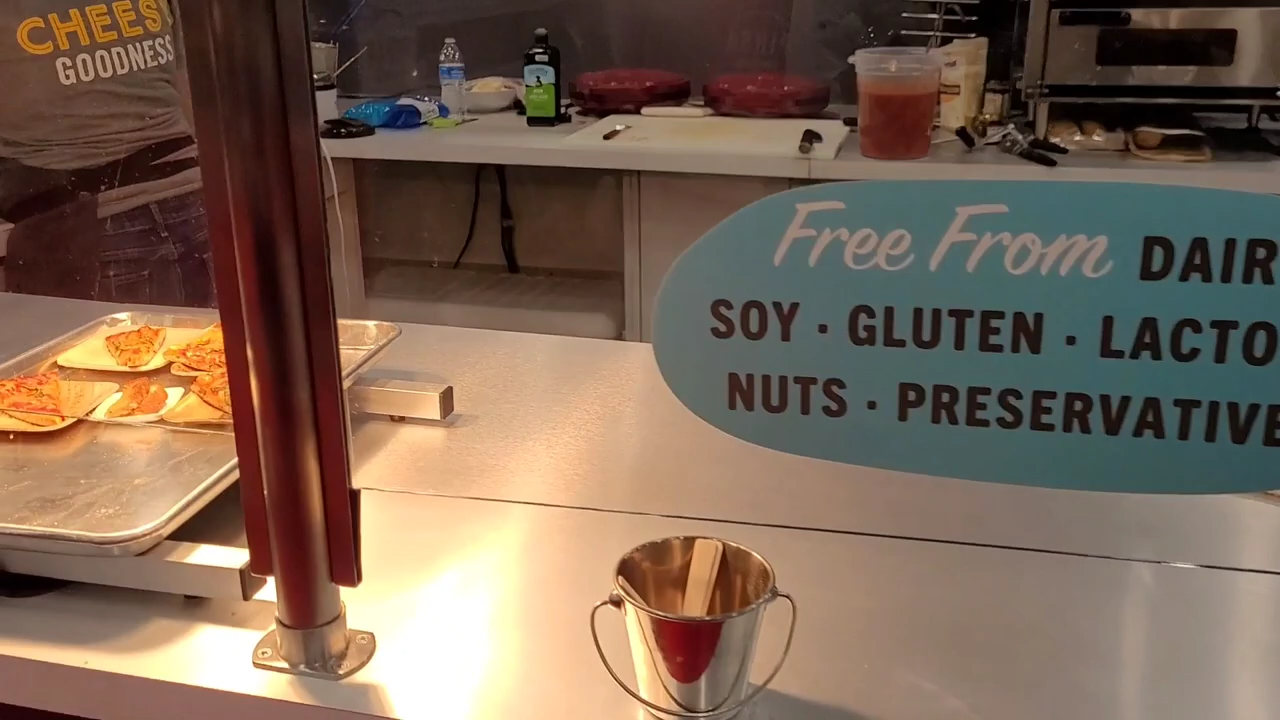 CHEES
GOODNESS
Free From DAIR
SOY · GLUTEN · LACTO
NUTS · PRESERVATIVE